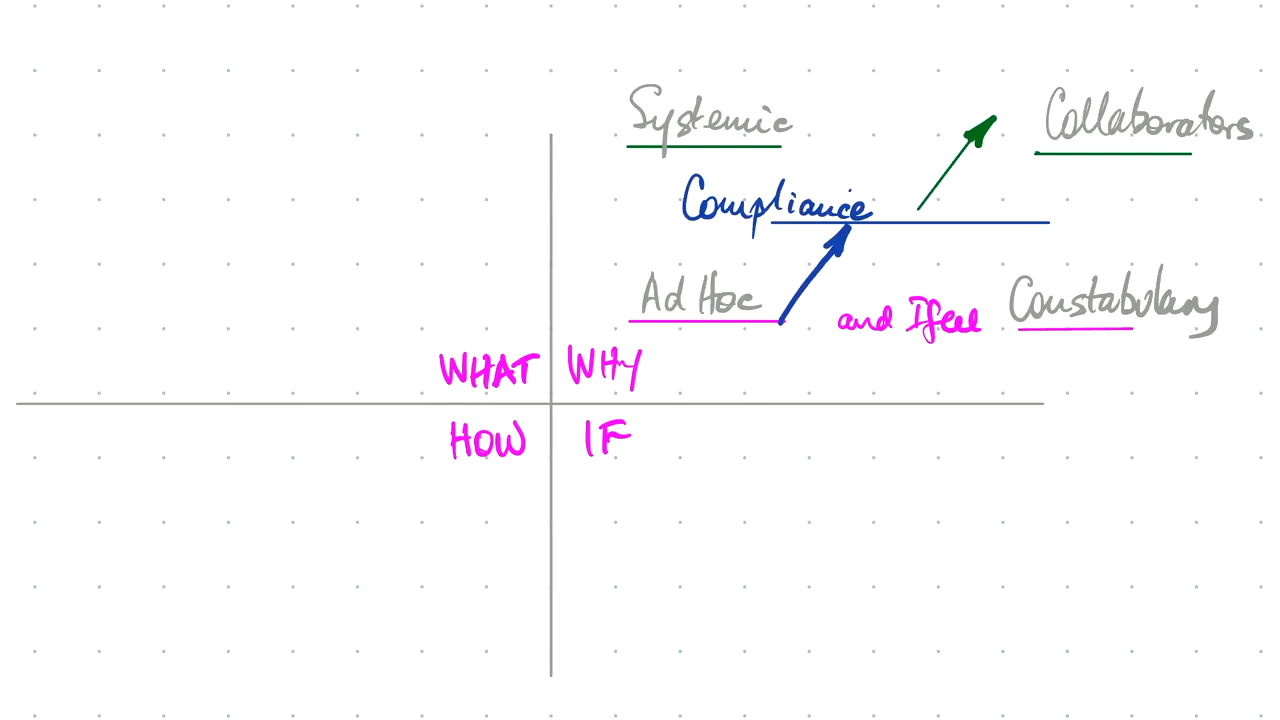 Systemic
Collaborators
Compliance
Ad Hoc
and I feel Constabulary
WHAT WHY
HOW IF